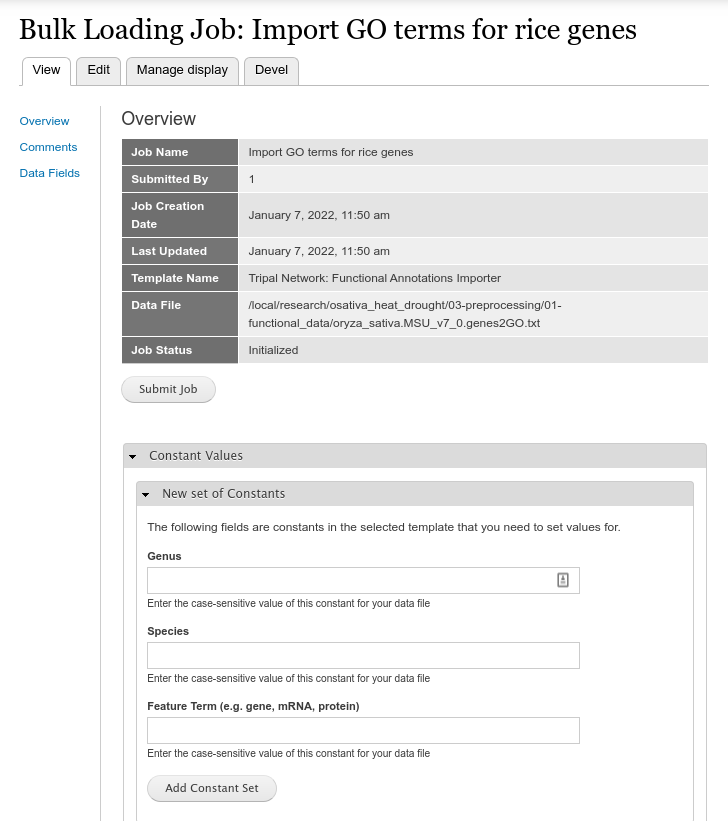 Bulk Loading Job: Import GO terms for rice genes
View Edit Manage display Devel
Overview
Comments
Data Fields
Overview
Job Name Import GO terms for rice genes
Submitted By 1
Job Creation
Date January 7, 2022, 11:50 am
Last Updated January 7, 2022, 11:50 am
Template Name Tripal Network: Functional Annotations Importer
Data File /local/research/osativa_heat_drought/03-preprocessing/01-
functional_data/oryza_sativa.MSU_v7_0.genes2GO.txt
Job Status Initialized
Submit Job
Constant Values
New set of Constants
The following fields are constants in the selected template that you need to set values for.
Genus
Enter the case-sensitive value of this constant for your data file
Species
Enter the case-sensitive value of this constant for your data file
Feature Term (e.g. gene, mRNA, protein)
Enter the case-sensitive value of this constant for your data file
Add Constant Set